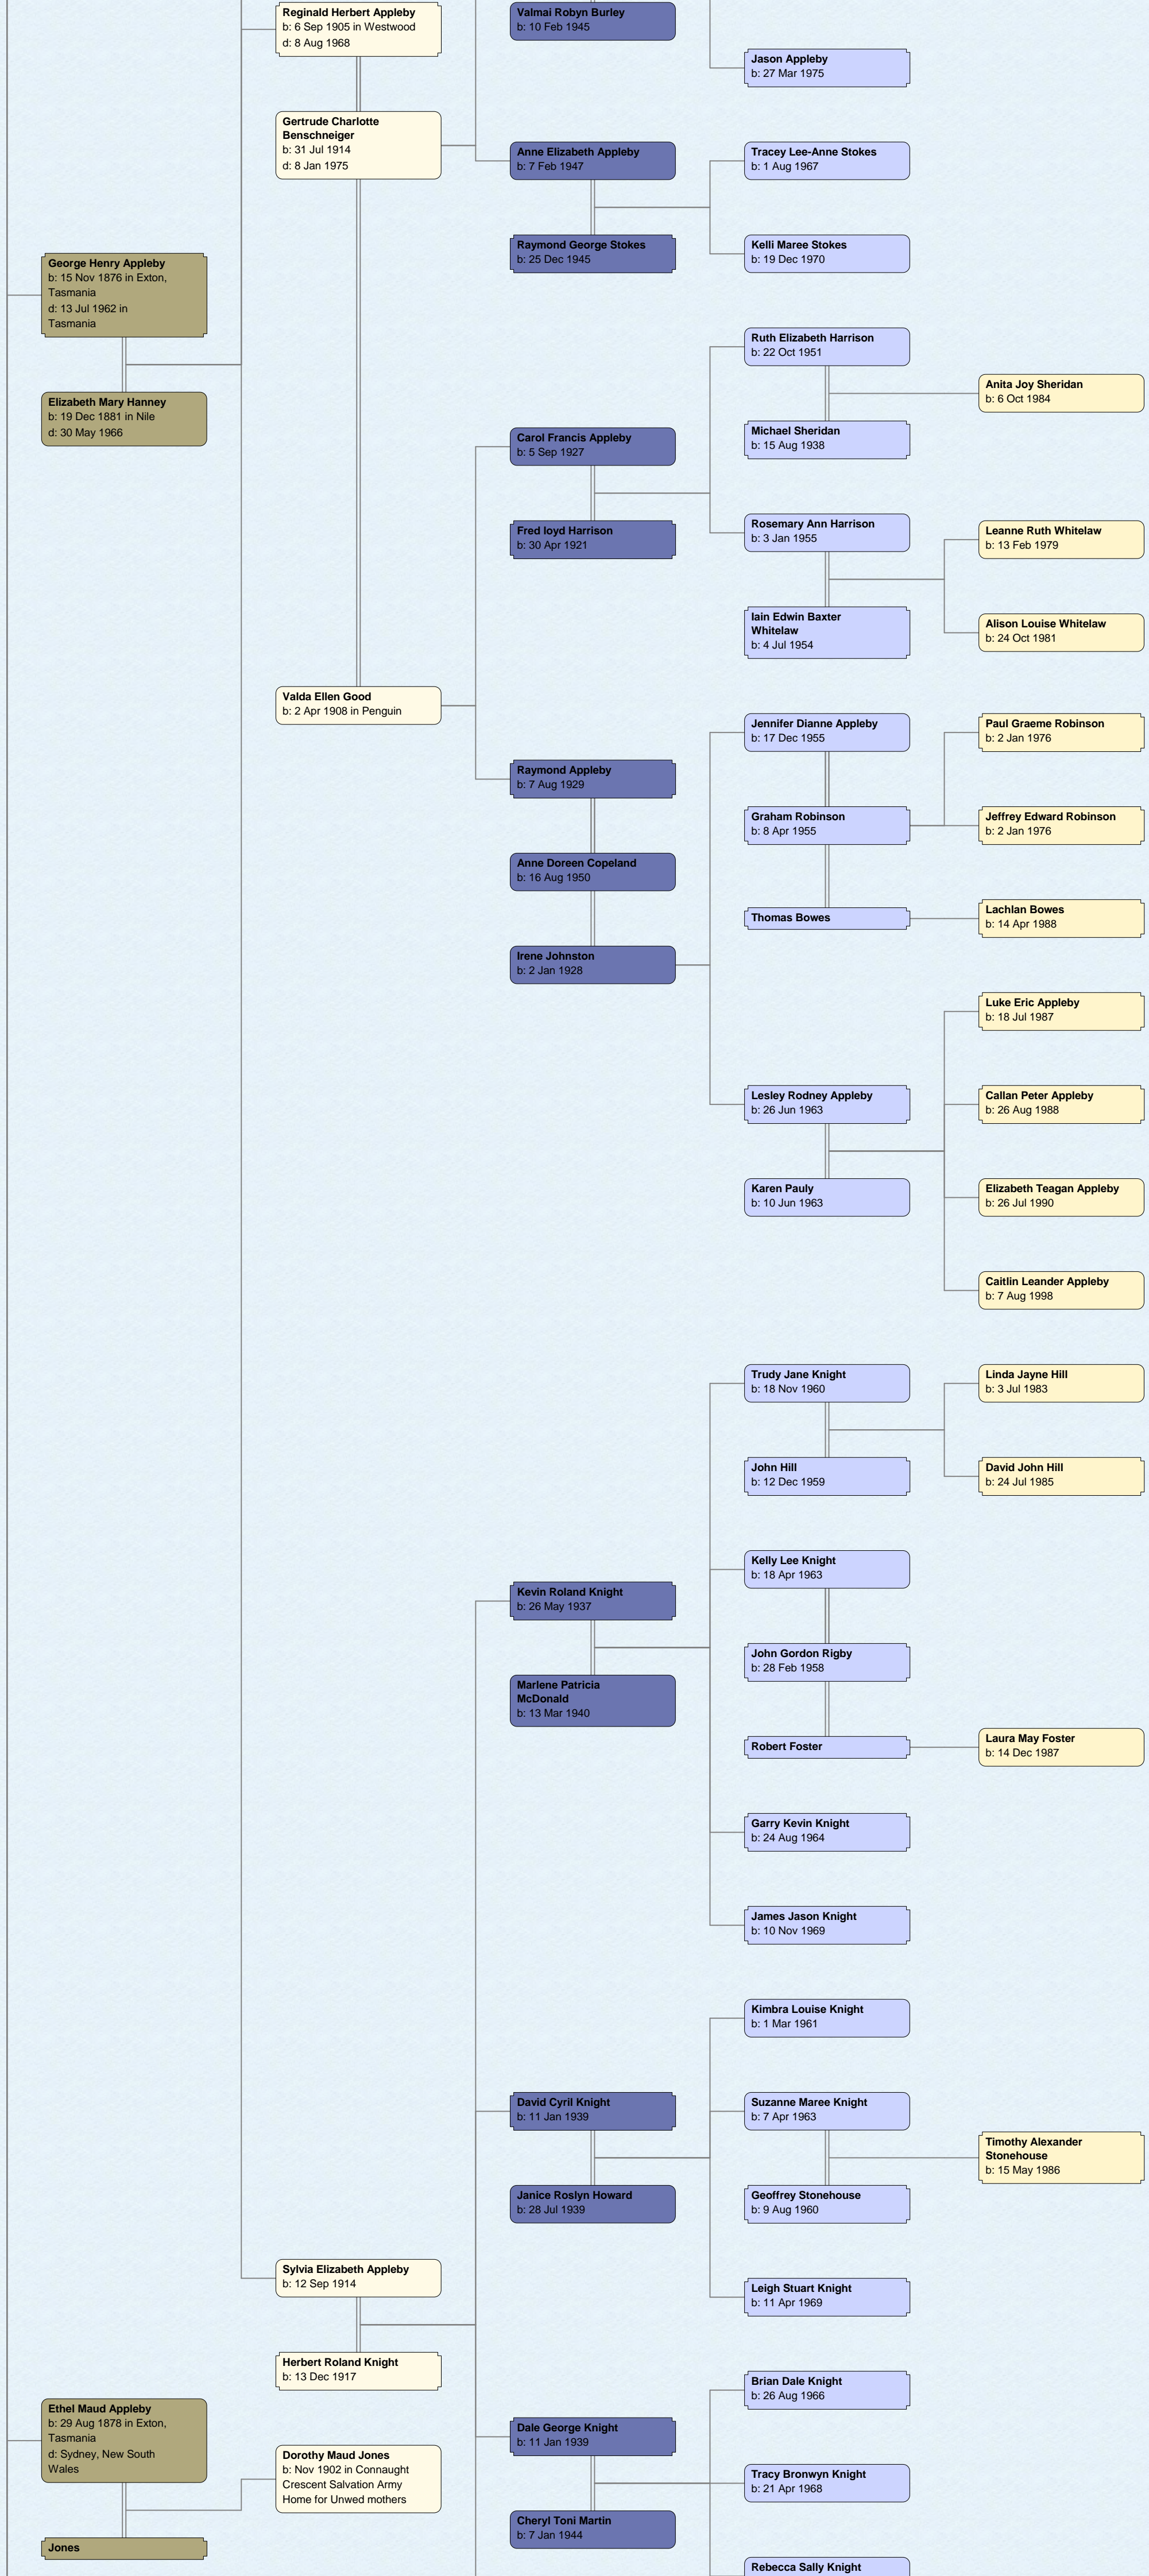 Reginald Herbert Appleby
b: 6 Sep 1905 in Westwood
d: 8 Aug 1968
Valmai Robyn Burley
b: 10 Feb 1945
Jason Appleby
b: 27 Mar 1975
Gertrude Charlotte
Benschneiger
b: 31 Jul 1914
d: 8 Jan 1975
Anne Elizabeth Appleby
b: 7 Feb 1947
Tracey Lee-Anne Stokes
b: 1 Aug 1967
Raymond George Stokes
b: 25 Dec 1945
Kelli Maree Stokes
b: 19 Dec 1970
George Henry Appleby
b: 15 Nov 1876 in Exton,
Tasmania
d: 13 Jul 1962 in
Tasmania
Ruth Elizabeth Harrison
b: 22 Oct 1951
Anita Joy Sheridan
b: 6 Oct 1984
Elizabeth Mary Hanney
b: 19 Dec 1881 in Nile
d: 30 May 1966
Michael Sheridan
b: 15 Aug 1938
Carol Francis Appleby
b: 5 Sep 1927
Fred loyd Harrison
b: 30 Apr 1921
Rosemary Ann Harrison
b: 3 Jan 1955
Leanne Ruth Whitelaw
b: 13 Feb 1979
Iain Edwin Baxter
Whitelaw
b: 4 Jul 1954
Alison Louise Whitelaw
b: 24 Oct 1981
Valda Ellen Good
b: 2 Apr 1908 in Penguin
Jennifer Dianne Appleby
b: 17 Dec 1955
Paul Graeme Robinson
b: 2 Jan 1976
Raymond Appleby
b: 7 Aug 1929
Graham Robinson
b: 8 Apr 1955
Jeffrey Edward Robinson
b: 2 Jan 1976
Anne Doreen Copeland
b: 16 Aug 1950
Thomas Bowes
Lachlan Bowes
b: 14 Apr 1988
Irene Johnston
b: 2 Jan 1928
Luke Eric Appleby
b: 18 Jul 1987
Lesley Rodney Appleby
b: 26 Jun 1963
Callan Peter Appleby
b: 26 Aug 1988
Karen Pauly
b: 10 Jun 1963
Elizabeth Teagan Appleby
b: 26 Jul 1990
Caitlin Leander Appleby
b: 7 Aug 1998
Trudy Jane Knight
b: 18 Nov 1960
Linda Jayne Hill
b: 3 Jul 1983
John Hill
b: 12 Dec 1959
David John Hill
b: 24 Jul 1985
Kelly Lee Knight
b: 18 Apr 1963
Kevin Roland Knight
b: 26 May 1937
John Gordon Rigby
b: 28 Feb 1958
Marlene Patricia
McDonald
b: 13 Mar 1940
Robert Foster
Laura May Foster
b: 14 Dec 1987
Garry Kevin Knight
b: 24 Aug 1964
James Jason Knight
b: 10 Nov 1969
Kimbra Louise Knight
b: 1 Mar 1961
David Cyril Knight
b: 11 Jan 1939
Suzanne Maree Knight
b: 7 Apr 1963
Timothy Alexander
Stonehouse
b: 15 May 1986
Janice Roslyn Howard
b: 28 Jul 1939
Geoffrey Stonehouse
b: 9 Aug 1960
Sylvia Elizabeth Appleby
b: 12 Sep 1914
Leigh Stuart Knight
b: 11 Apr 1969
Herbert Roland Knight
b: 13 Dec 1917
Brian Dale Knight
b: 26 Aug 1966
Ethel Maud Appleby
b: 29 Aug 1878 in Exton,
Tasmania
d: Sydney, New South
Wales
Dale George Knight
b: 11 Jan 1939
Dorothy Maud Jones
b: Nov 1902 in Connaught
Crescent Salvation Army
Home for Unwed mothers
Tracy Bronwyn Knight
b: 21 Apr 1968
Cheryl Toni Martin
b: 7 Jan 1944
Jones
Rebecca Sally Knight